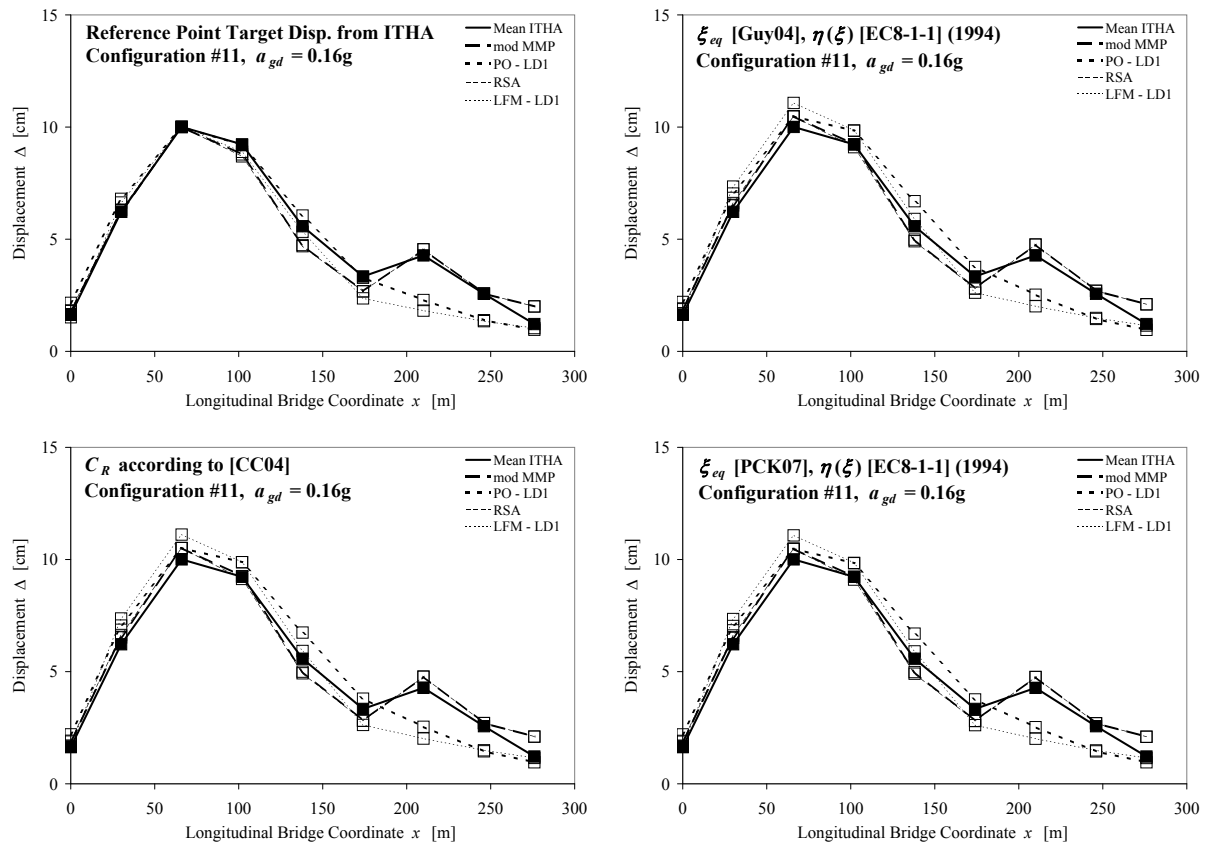 Reference Point Target Disp. from ITHA
Configuration #11, a gd = 0.16g
Mean ITHA
mod MMP
PO - LD1
RSA
LFM - LD1
15
10
5
0
Displacement Δ [cm]
0 50 100 150 200 250 300
Longitudinal Bridge Coordinate x [m]
ξ eq [Guy04], η(ξ) [EC8-1-1] (1994)
Configuration #11, a gd = 0.16g
Mean ITHA
mod MMP
PO - LD1
RSA
LFM - LD1
15
10
5
0
Displacement Δ [cm]
0 50 100 150 200 250 300
Longitudinal Bridge Coordinate x [m]
C R according to [CC04]
Configuration #11, a gd = 0.16g
Mean ITHA
mod MMP
PO - LD1
RSA
LFM - LD1
15
10
5
0
Displacement Δ [cm]
0 50 100 150 200 250 300
Longitudinal Bridge Coordinate x [m]
ξ eq [PCK07], η(ξ) [EC8-1-1] (1994)
Configuration #11, a gd = 0.16g
Mean ITHA
mod MMP
PO - LD1
RSA
LFM - LD1
15
10
5
0
Displacement Δ [cm]
0 50 100 150 200 250 300
Longitudinal Bridge Coordinate x [m]